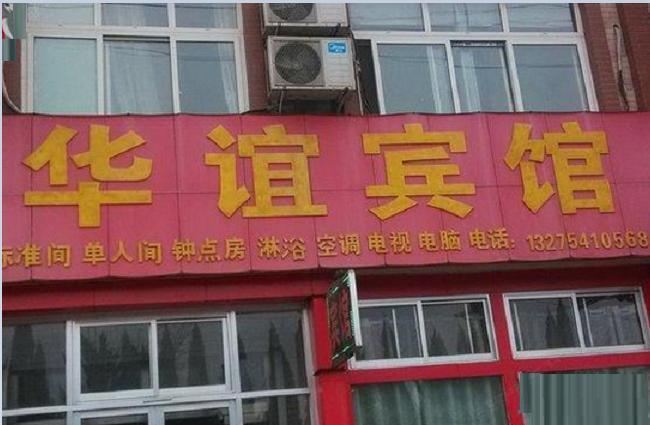 华谊宾馆
标准间 单人间 钟点房 淋浴 空调 电视 电脑 电话: 13275410568